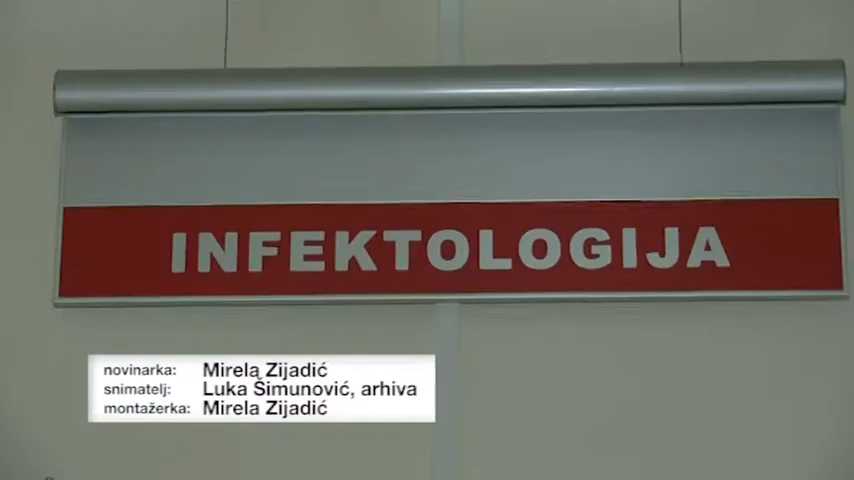 INFEKTOLOGIJA
novinarka: Mirela Zijadić
snimatelj: Luka Šimunović, arhiva
montažerka: Mirela Zijadić